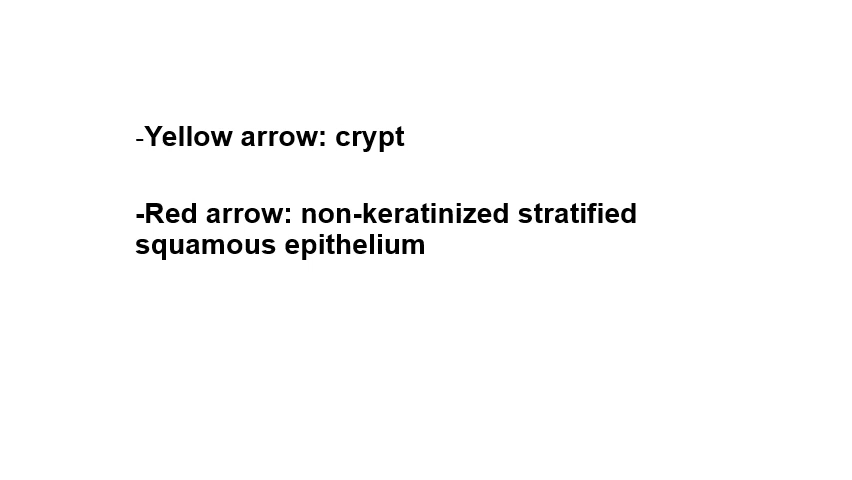 -Yellow arrow: crypt
-Red arrow: non-keratinized stratified
squamous epithelium